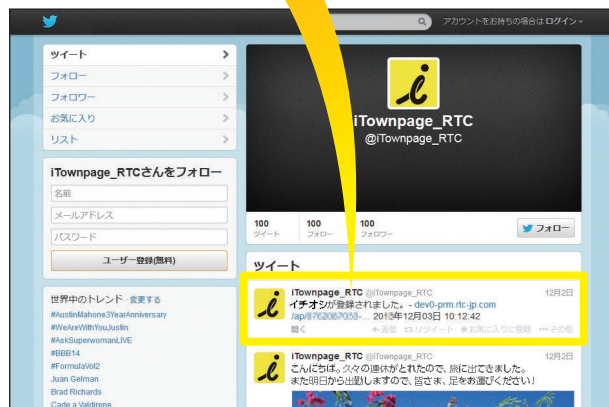 アカウントをお持ちの場合は ログイン
ツイート
フォロー
フォロワー
お気に入り
リスト
iTownpage_RTCさんをフォロー
名前
メールアドレス
パスワード
ユーザー登録(無料)
世界中のトレンド · 変更する
#AustinMahone3YearAnniversary
#WeAreWithYouJustin
#AskSuperwomanLIVE
#BBB14
#FormulaVol2
Juan Gelman
Brad Richards
Cade a Valdirene
iTownpage_RTC
@iTownpage_RTC
100 100 100
ツイート フォロー フォロワー
フォロー
ツイート
iTownpage_RTC @iTownpage_RTC 12月2日
イチオシが登録されました。- dev0-prm.rtc-jp.com
/ap/ 年12月03日 10:12:42
開く 返信 リツイート お気に入りに登録 その他
iTownpage_RTC @iTownpage_RTC 12月2日
こんにちは。久々の連休がとれたので、旅に出てきました。
また明日から出勤しますので、皆さま、足をお運びください!